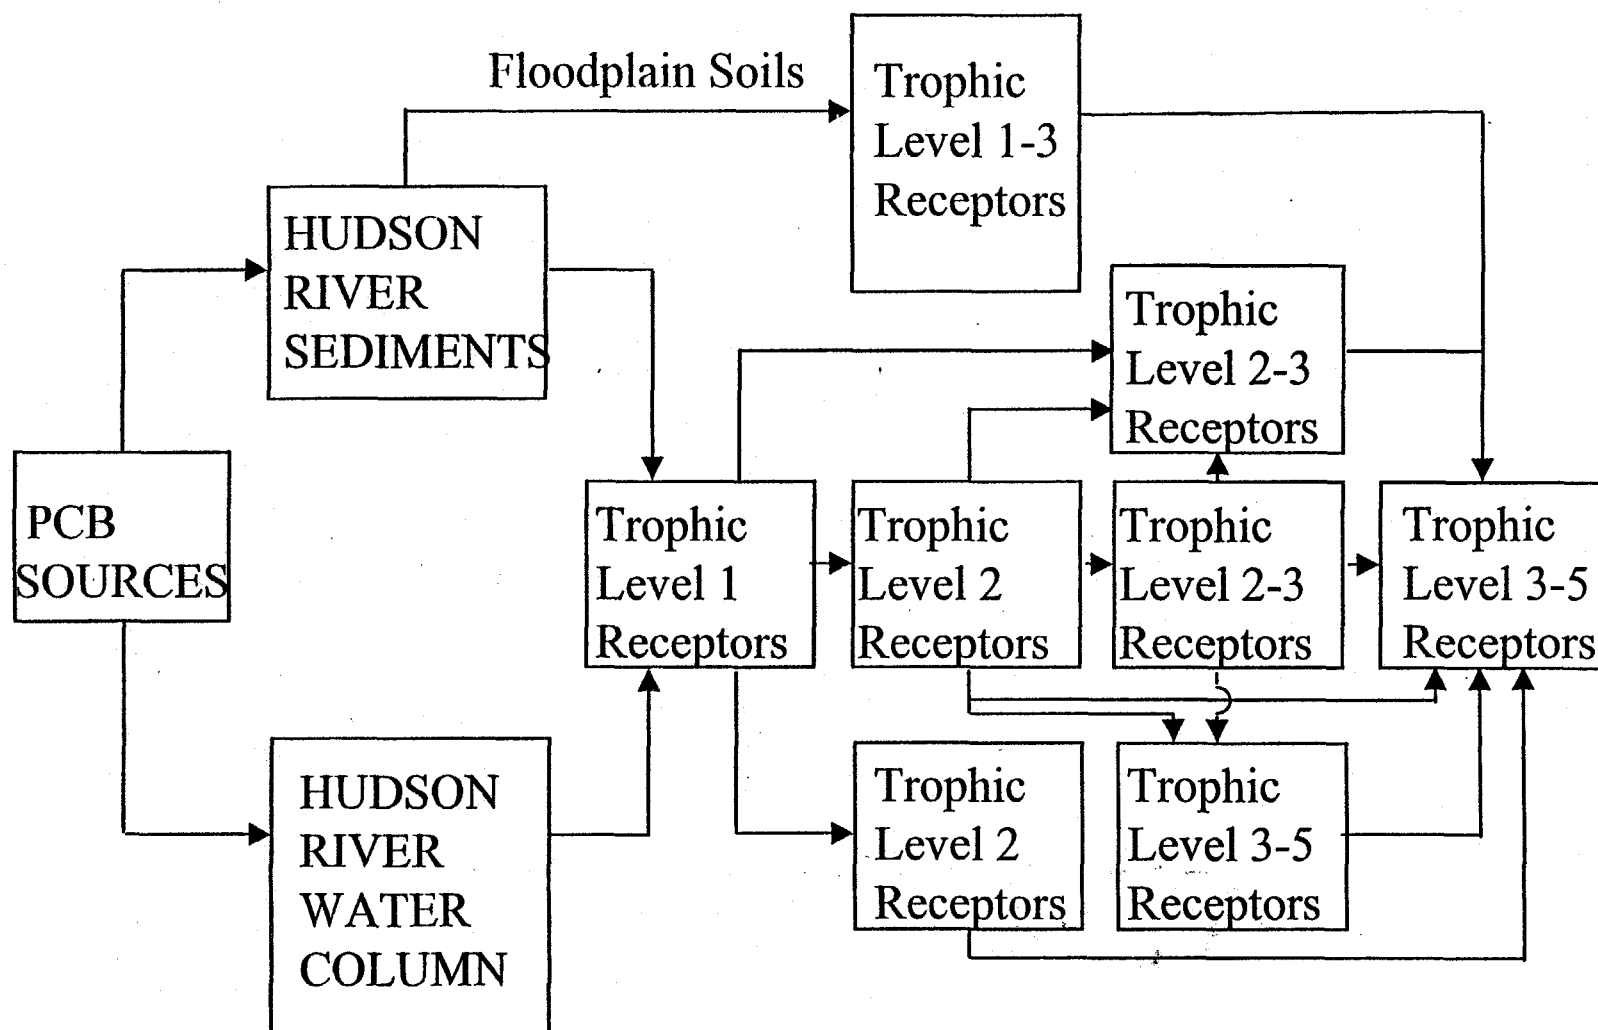 Floodplain Soils
Trophic
Level 1-3
Receptors
HUDSON
RIVER
SEDIMENTS
Trophic
Level 2-3
Receptors
PCB
SOURCES
Trophic
Level 1
Receptors
Trophic
Level 2
Receptors
Trophic
Level 2-3
Receptors
Trophic
Level 3-5
Receptors
HUDSON
RIVER
WATER
COLUMN
Trophic
Level 2
Receptors
Trophic
Level 3-5
Receptors